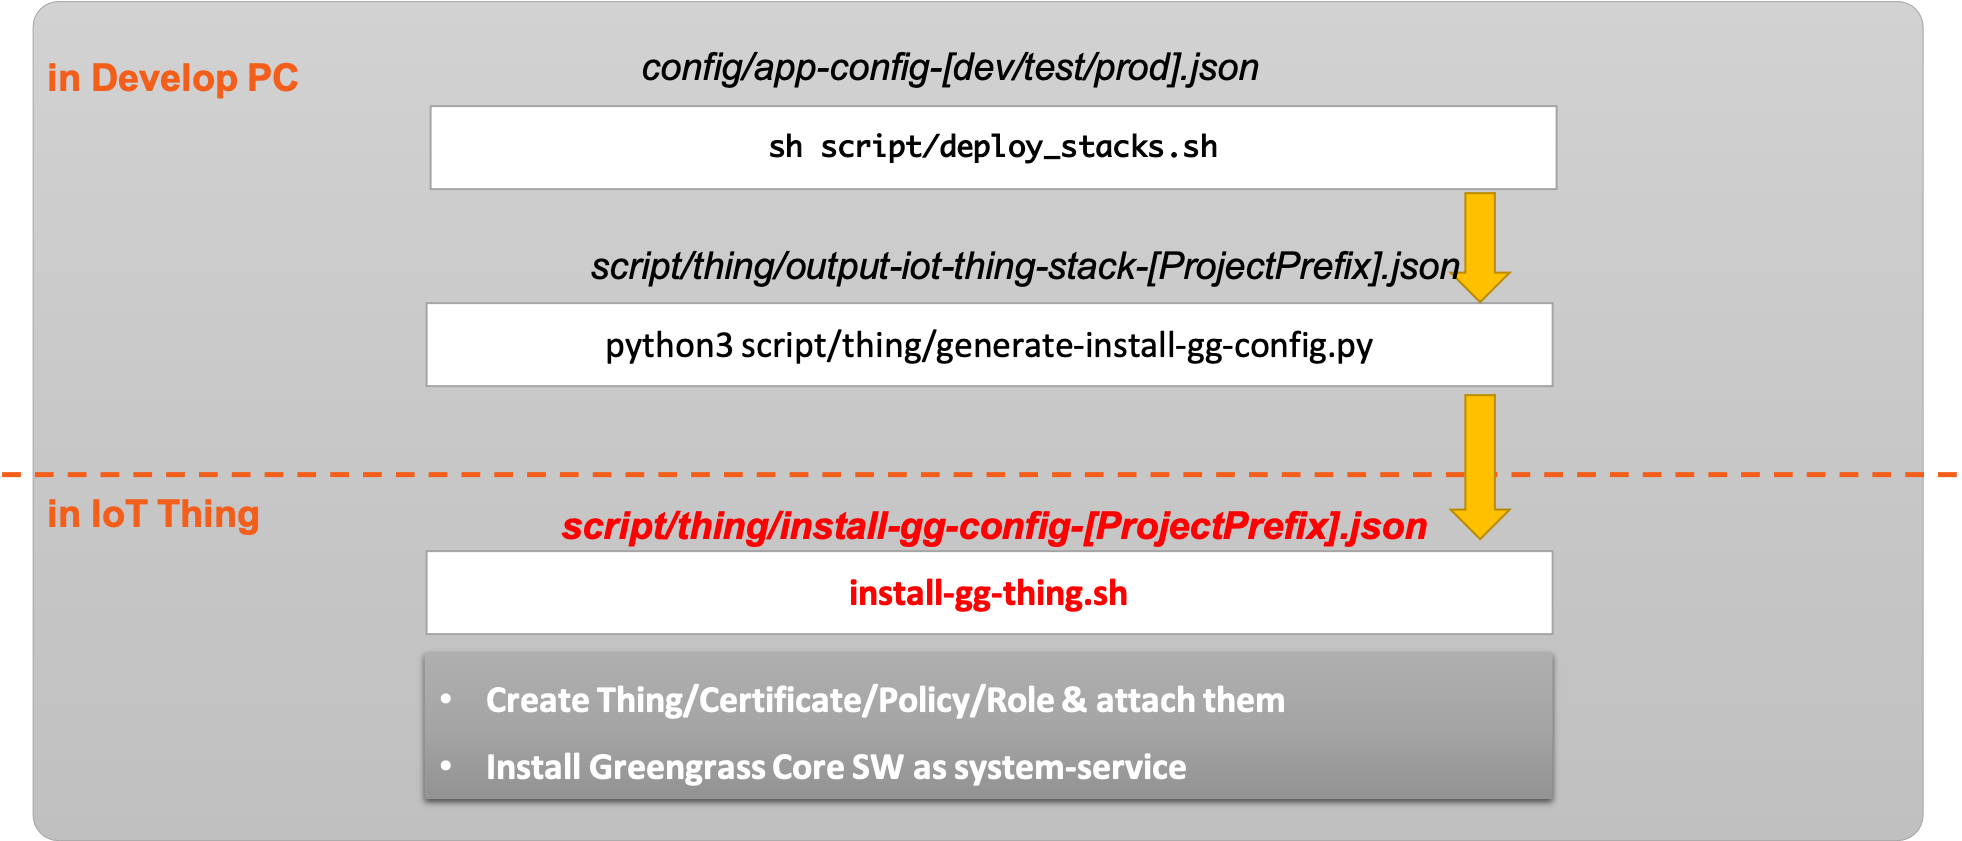 in Develop PC
config/app-config-[dev/test/prod].json
sh script/deploy_stacks.sh
script/thing/output-iot-thing-stack-[ProjectPrefix].json
python3 script/thing/generate-install-gg-config.py
in IoT Thing
script/thing/install-gg-config-[ProjectPrefix].json
install-gg-thing.sh
• Create Thing/Certificate/Policy/Role & attach them
• Install Greengrass Core SW as system-service